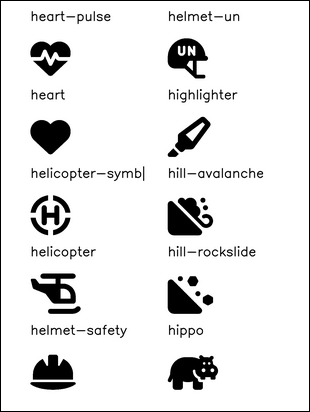 heart-pulse
helmet-un
UN
heart
highlighter
helicopter-symb
hill-avalanche
H
helicopter
hill-rockslide
helmet-safety
hippo